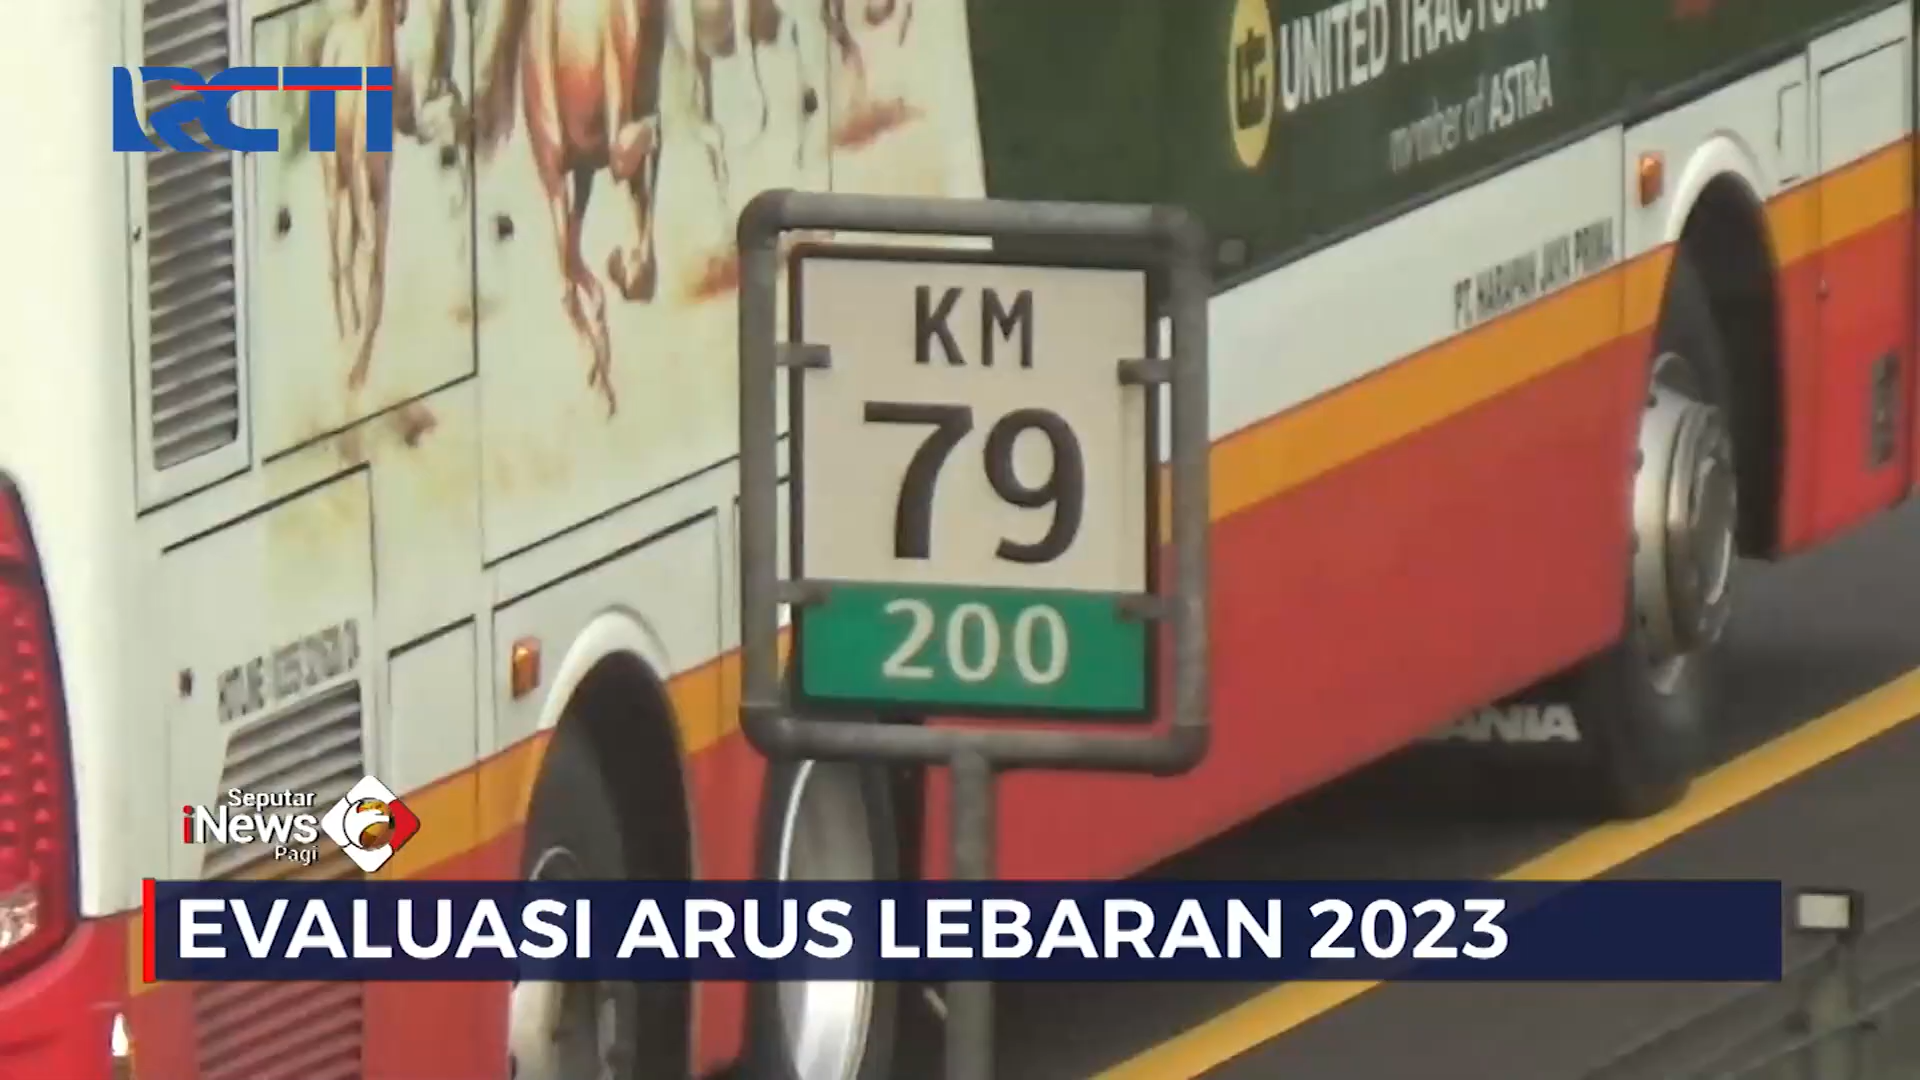 RCTI
UNITED TRACTORS
member of ASTRA
PT. HARAPAN JAYA PRIMA
KM
79
200
Seputar
iNews
Pagi
EVALUASI ARUS LEBARAN 2023